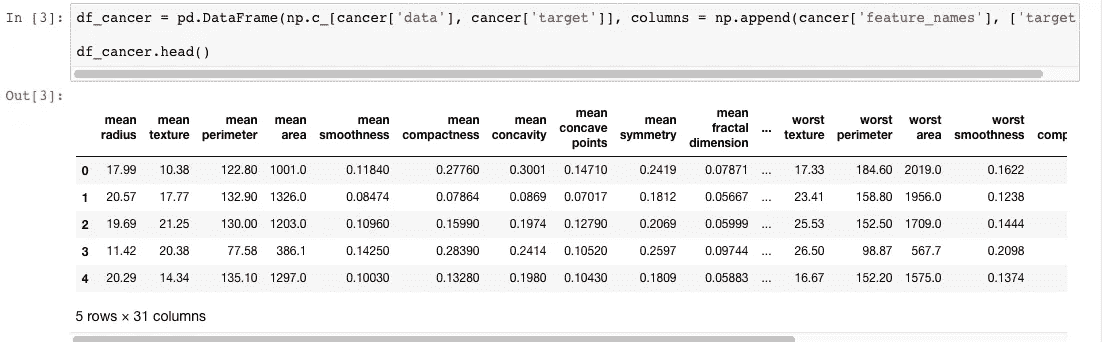 In [3]: df_cancer = pd.DataFrame(np.c_[cancer['data'], cancer['target']], columns = np.append(cancer['feature_names'], ['target
df_cancer.head()
Out[3]:
mean radius mean texture mean perimeter mean area mean smoothness mean compactness mean concavity mean concave points mean symmetry mean fractal dimension ... worst texture worst perimeter worst area worst smoothness comp
0 17.99 10.38 122.80 1001.0 0.11840 0.27760 0.3001 0.14710 0.2419 0.07871 ... 17.33 184.60 2019.0 0.1622
1 20.57 17.77 132.90 1326.0 0.08474 0.07864 0.0869 0.07017 0.1812 0.05667 ... 23.41 158.80 1956.0 0.1238
2 19.69 21.25 130.00 1203.0 0.10960 0.15990 0.1974 0.12790 0.2069 0.05999 ... 25.53 152.50 1709.0 0.1444
3 11.42 20.38 77.58 386.1 0.14250 0.28390 0.2414 0.10520 0.2597 0.09744 ... 26.50 98.87 567.7 0.2098
4 20.29 14.34 135.10 1297.0 0.10030 0.13280 0.1980 0.10430 0.1809 0.05883 ... 16.67 152.20 1575.0 0.1374
5 rows × 31 columns